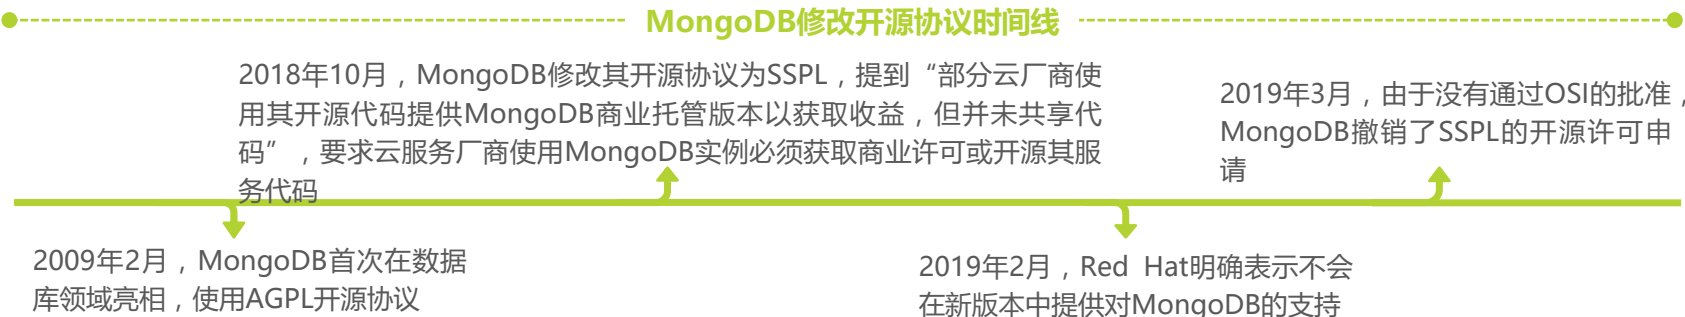 MongoDB修改开源协议时间线
2018年10月，MongoDB修改其开源协议为SSPL，提到“部分云厂商使
用其开源代码提供MongoDB商业托管版本以获取收益，但并未共享代
码”，要求云服务厂商使用MongoDB实例必须获取商业许可或开源其服
务代码
2019年3月，由于没有通过OSI的批准，
MongoDB撤销了SSPL的开源许可申
请
2009年2月，MongoDB首次在数据
库领域亮相，使用AGPL开源协议
2019年2月，Red Hat明确表示不会
在新版本中提供对MongoDB的支持